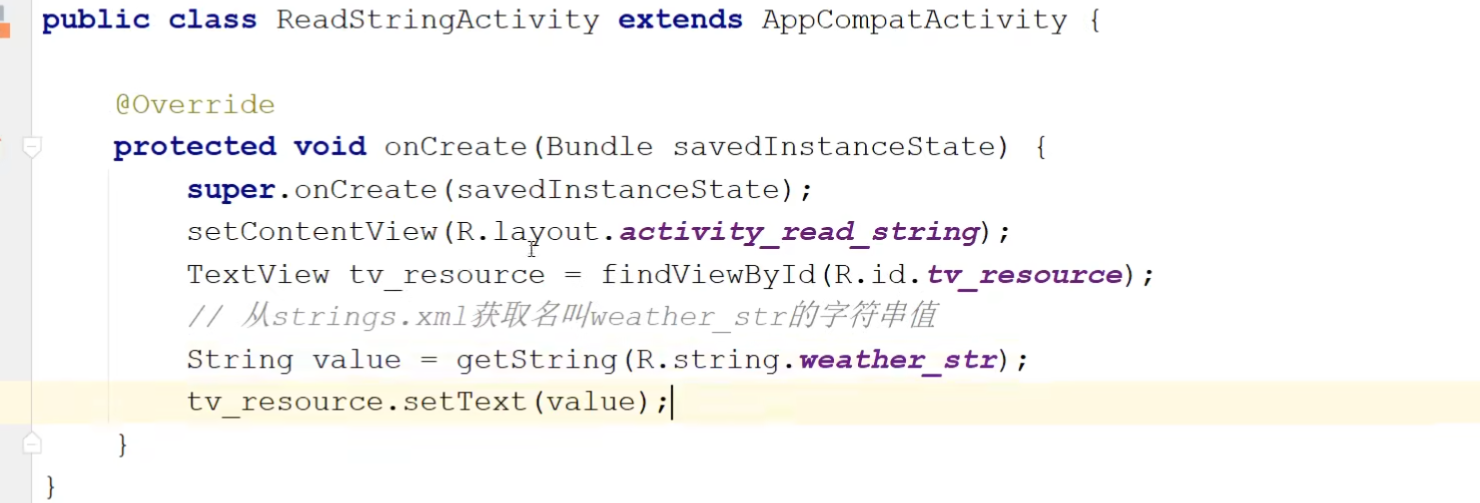 public class ReadStringActivity extends AppCompatActivity {
@Override
protected void onCreate(Bundle savedInstanceState) {
super.onCreate(savedInstanceState);
setContentView(R.layout.activity_read_string);
TextView tv_resource = findViewById(R.id.tv_resource);
// 从strings.xml获取名叫weather_str的字符串值
String value = getString(R.string.weather_str);
tv_resource.setText(value);
}
}